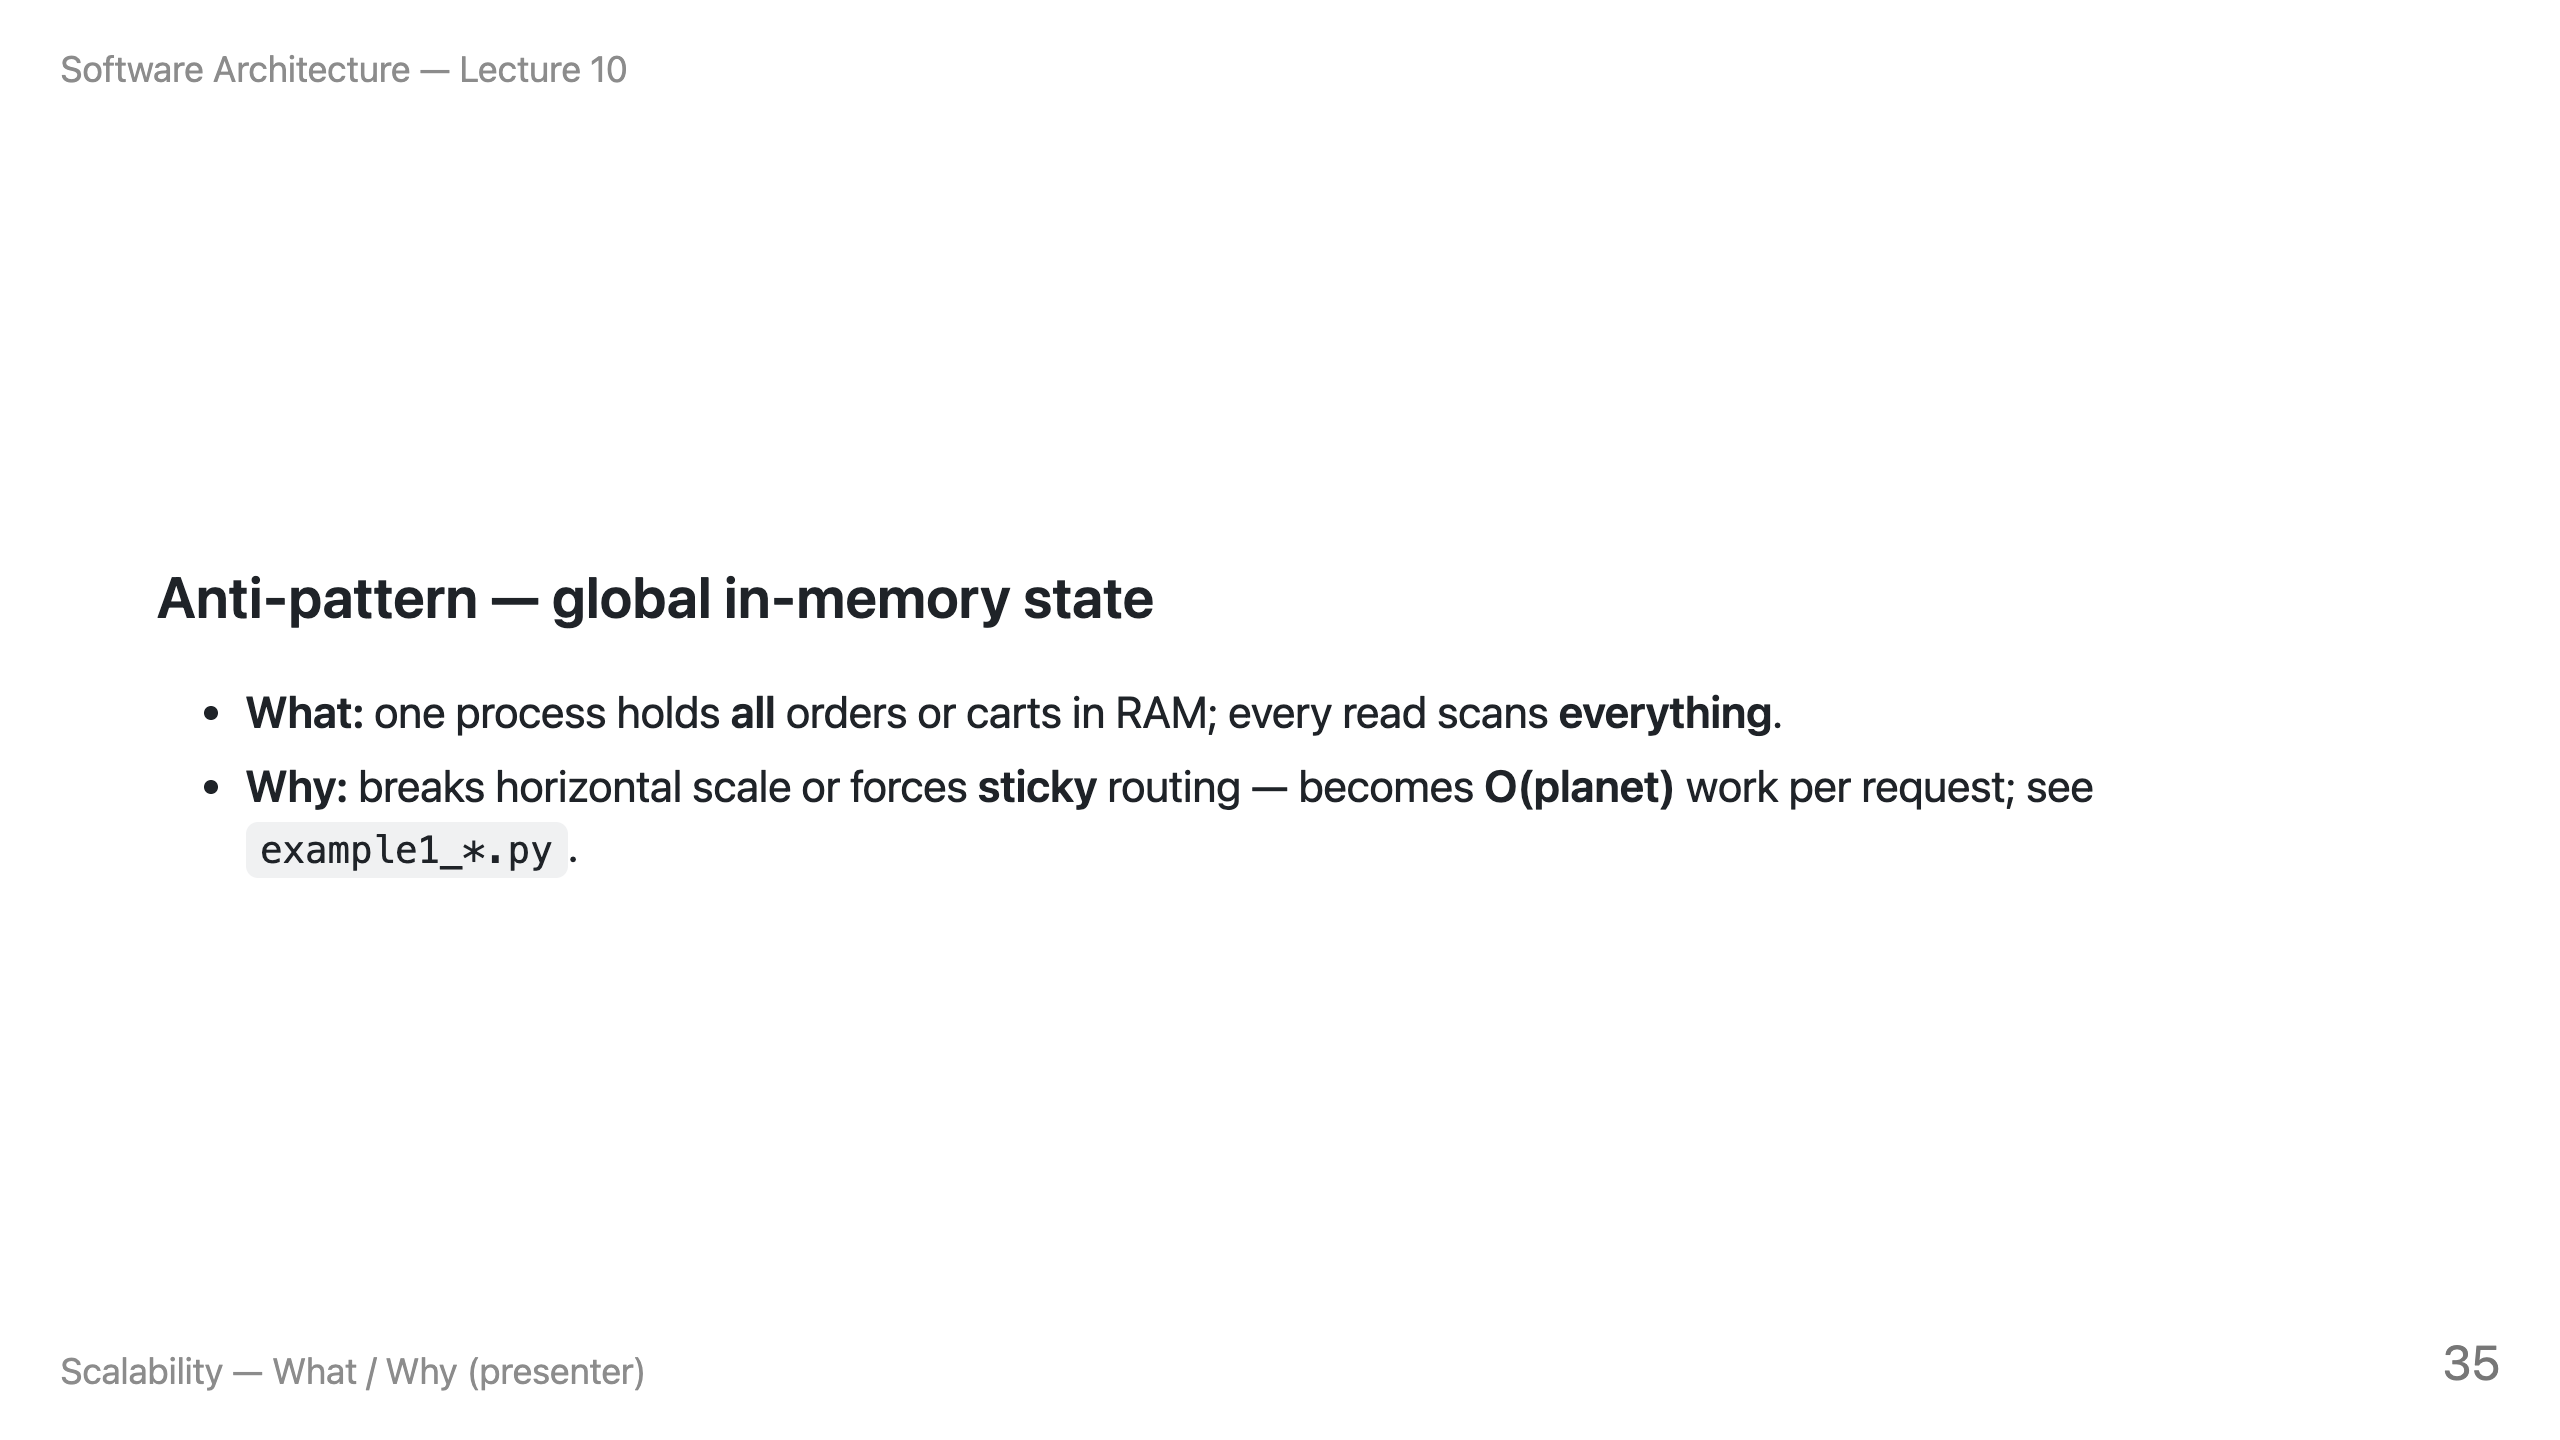 Software Architecture — Lecture 10
Anti-pattern — global in-memory state
• What: one process holds all orders or carts in RAM; every read scans everything.
• Why: breaks horizontal scale or forces sticky routing — becomes O(planet) work per request; see
example1_*.py .
Scalability — What / Why (presenter)
35